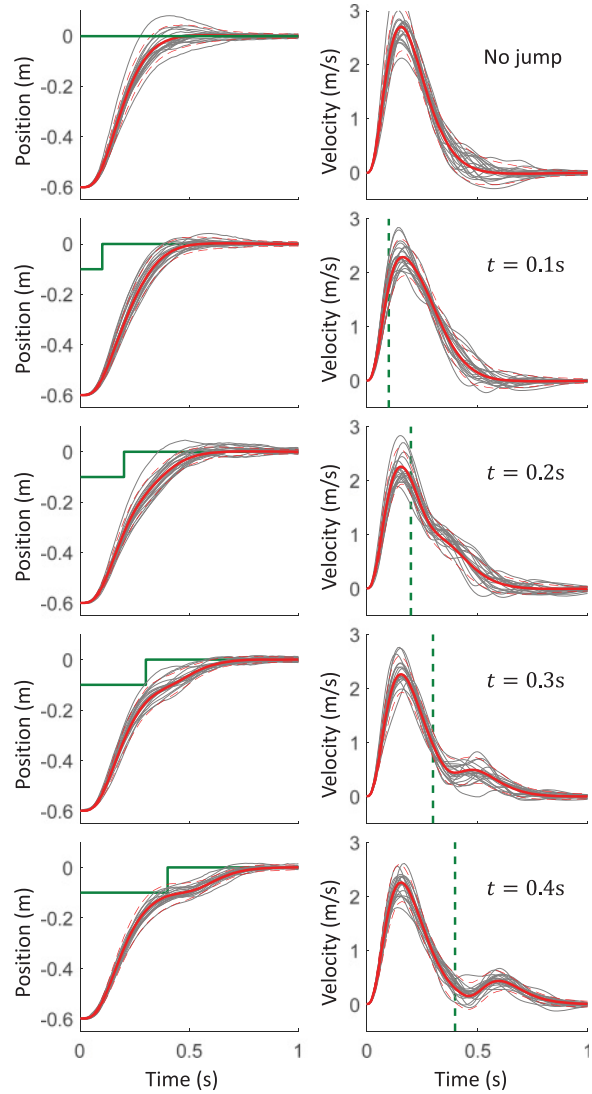 Position (m)
0
-0.2
-0.4
-0.6
0
1
Velocity (m/s)
3
2
1
0
0
1
No jump
Position (m)
0
-0.2
-0.4
-0.6
Velocity (m/s)
3
2
1
0
t = 0.1s
Position (m)
0
-0.2
-0.4
-0.6
Velocity (m/s)
3
2
1
0
t = 0.2s
Position (m)
0
-0.2
-0.4
-0.6
Velocity (m/s)
3
2
1
0
t = 0.3s
Position (m)
0
-0.2
-0.4
-0.6
0
0.5
1
Time (s)
Velocity (m/s)
3
2
1
0
0
0.5
1
Time (s)
t = 0.4s